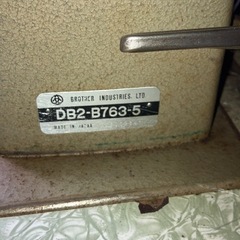 BROTHER INDUSTRIES, LTD
DB2-B763-5
MADE IN JAPAN